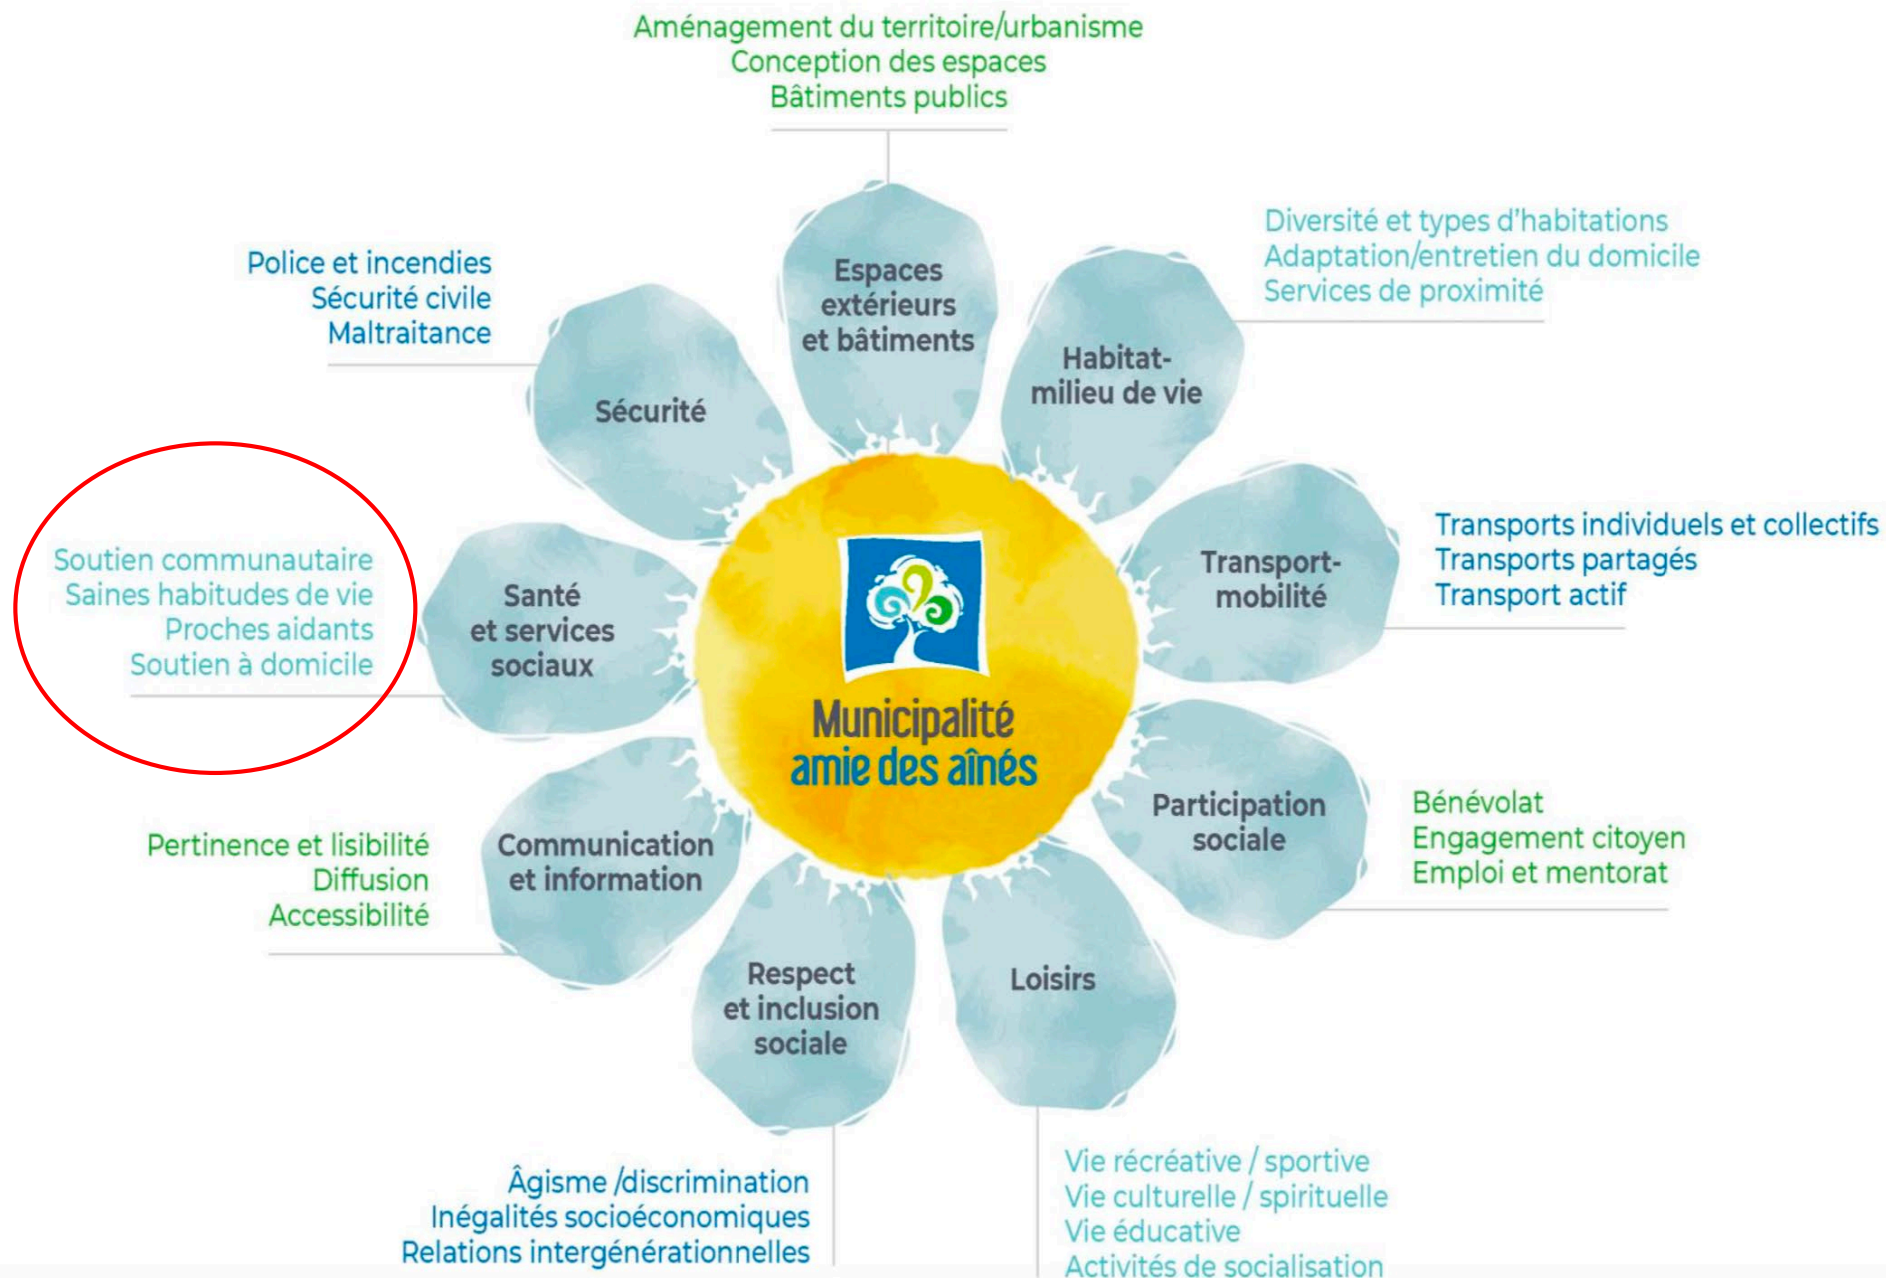 Aménagement du territoire/urbanisme
Conception des espaces
Bâtiments publics
Espaces
extérieurs
et bâtiments
Diversité et types d'habitations
Adaptation/entretien du domicile
Services de proximité
Habitat-
milieu de vie
Transports individuels et collectifs
Transports partagés
Transport actif
Transport-
mobilité
Bénévolat
Engagement citoyen
Emploi et mentorat
Participation
sociale
Loisirs
Vie récréative / sportive
Vie culturelle / spirituelle
Vie éducative
Activités de socialisation
Respect
et inclusion
sociale
Âgisme /discrimination
Inégalités socioéconomiques
Relations intergénérationnelles
Communication
et information
Pertinence et lisibilité
Diffusion
Accessibilité
Santé
et services
sociaux
Soutien communautaire
Saines habitudes de vie
Proches aidants
Soutien à domicile
Sécurité
Police et incendies
Sécurité civile
Maltraitance
Municipalité
amie des aînés